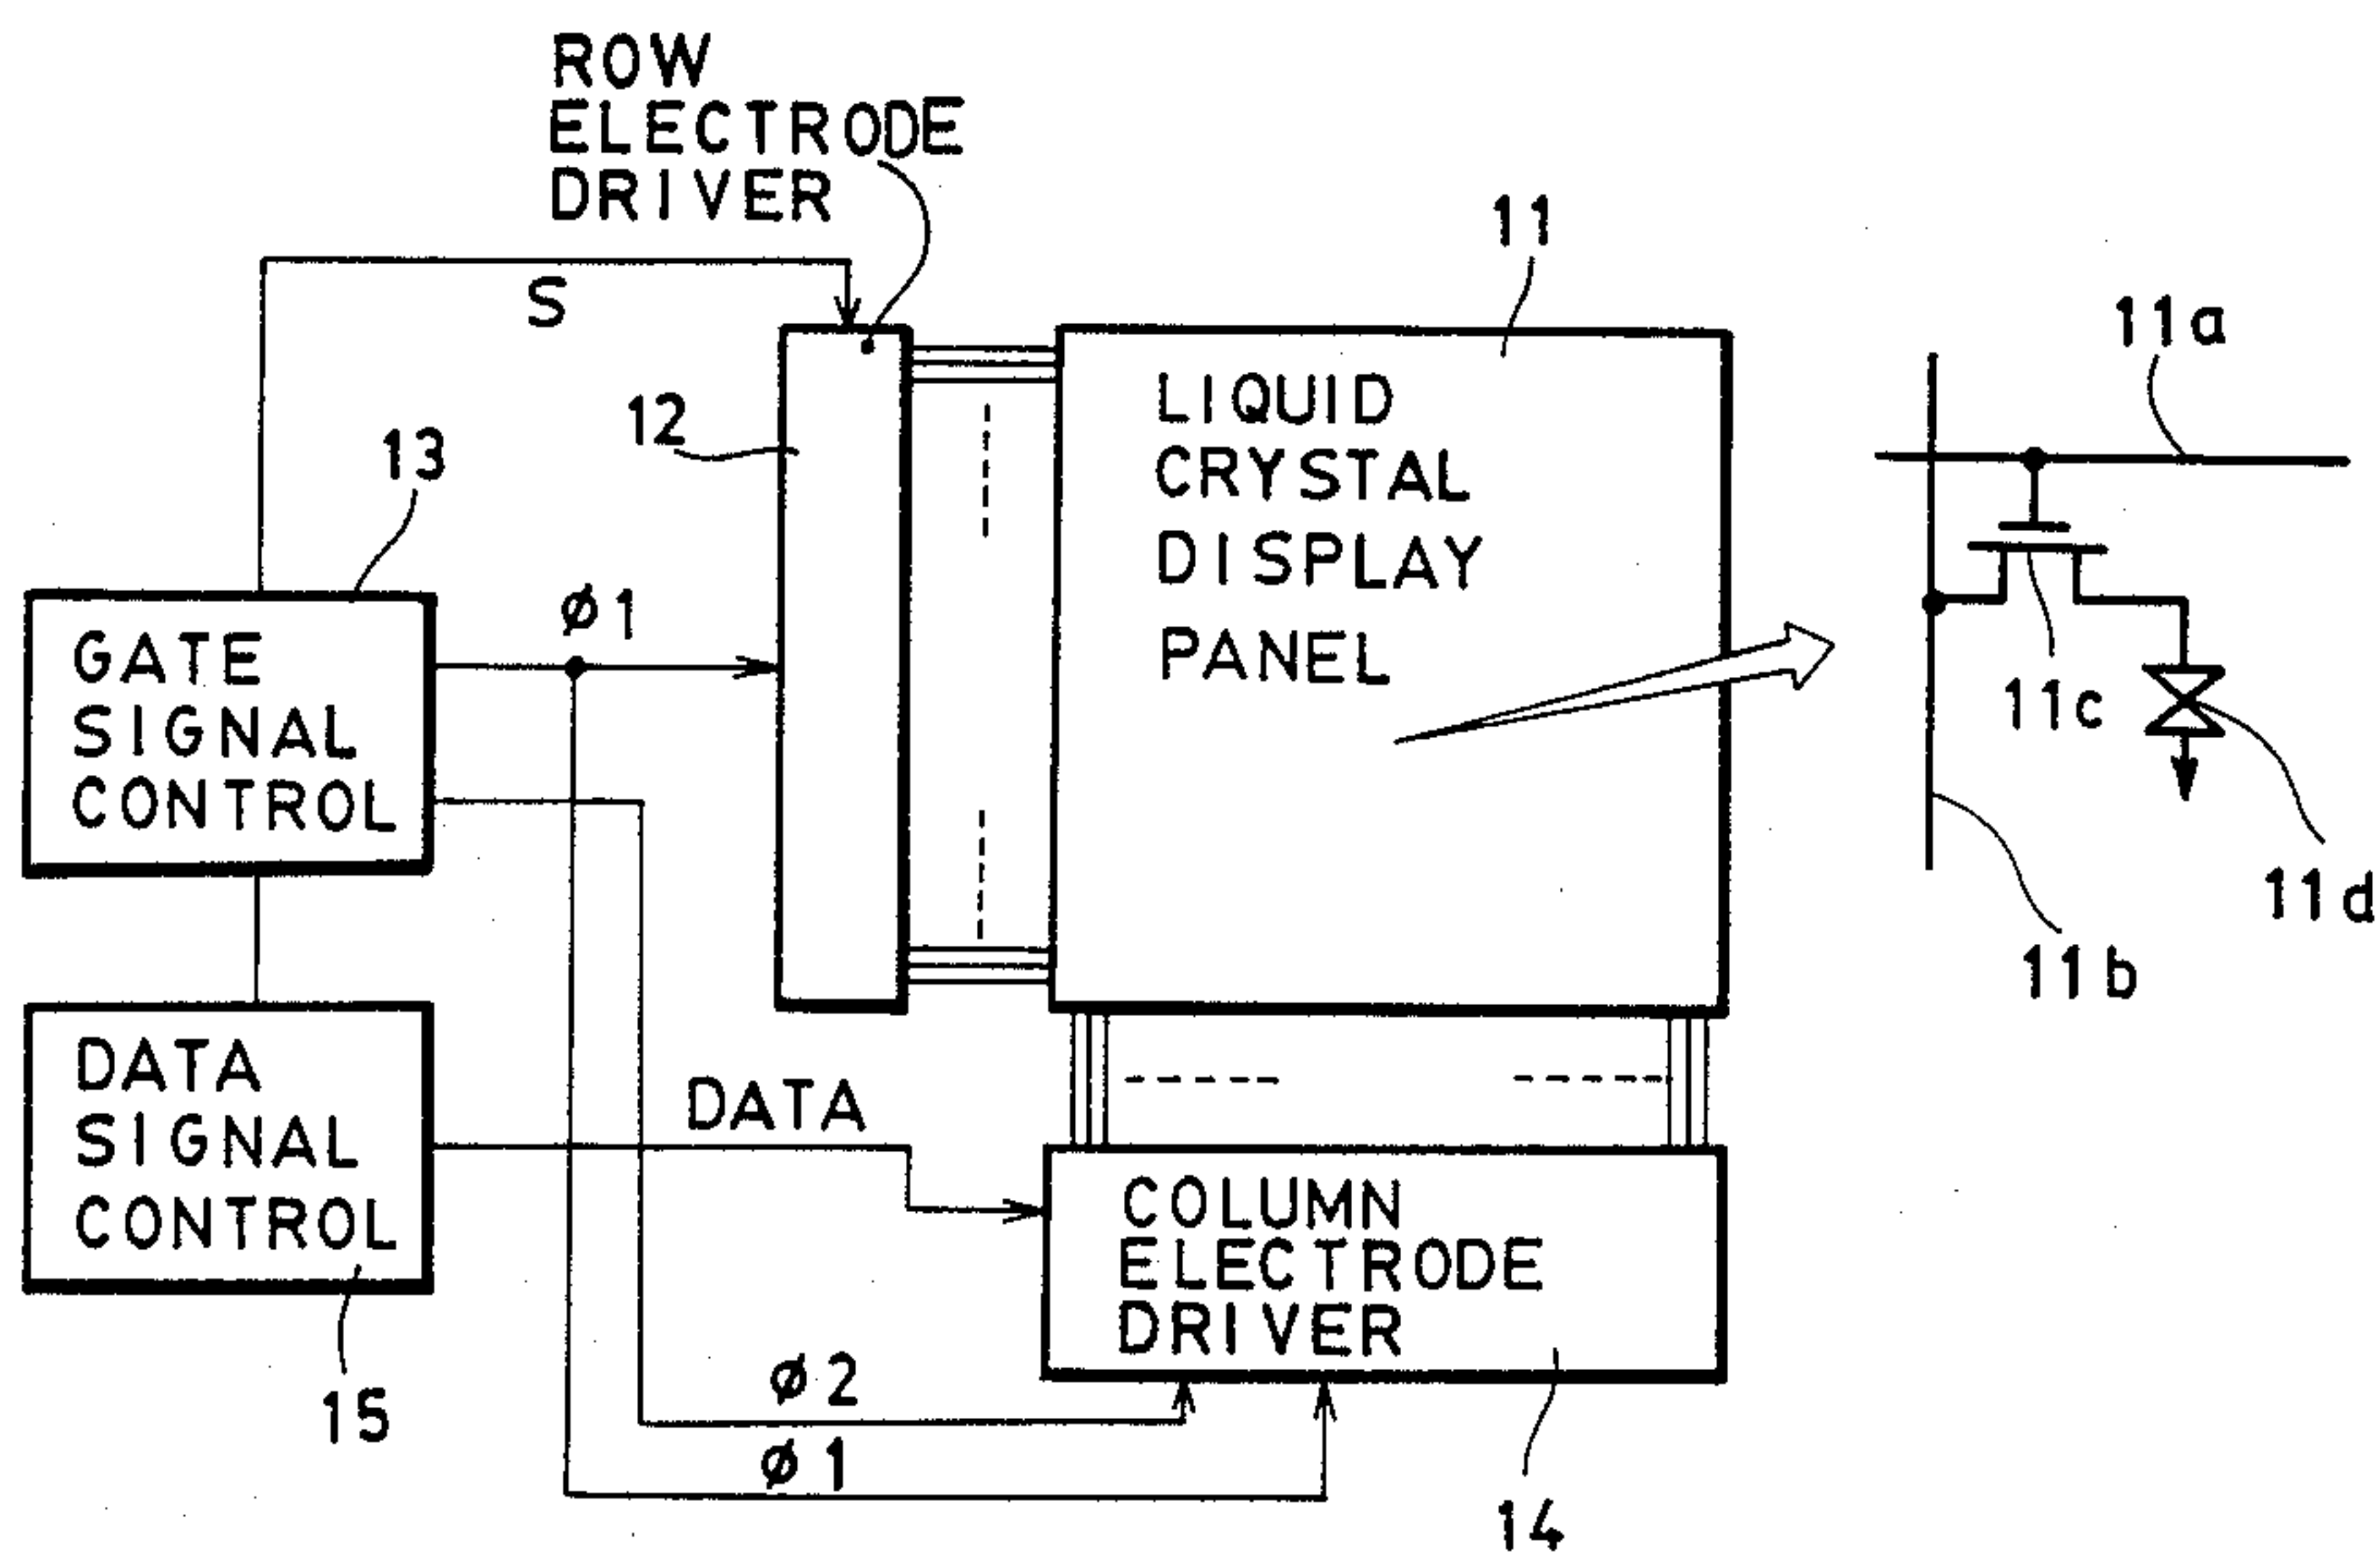 ROW
ELECTRODE
DRIVER
S
11
11a
12
13
LIQUID
CRYSTAL
DISPLAY
PANEL
ø1
GATE
SIGNAL
CONTROL
11c
11d
11b
DATA
SIGNAL
CONTROL
DATA
COLUMN
ELECTRODE
DRIVER
ø2
15
ø1
14